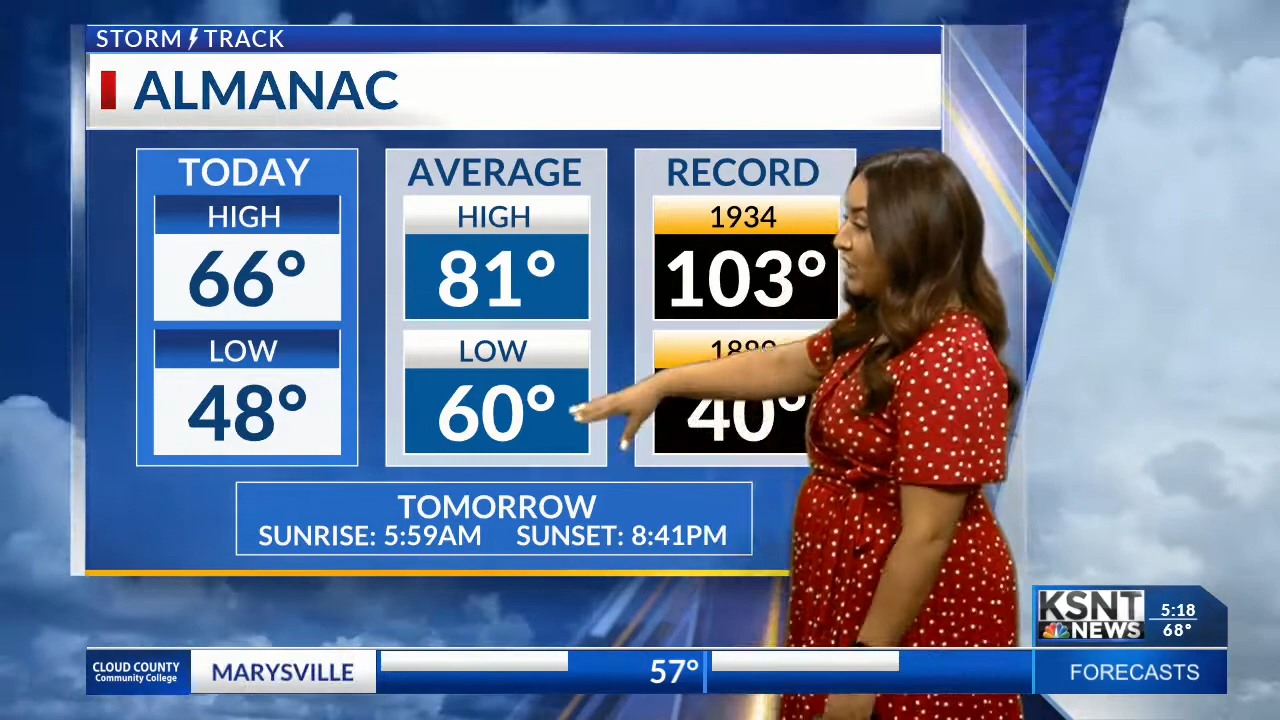 STORM TRACK
ALMANAC
TODAY
HIGH
66°
LOW
48°
AVERAGE
HIGH
81°
LOW
60°
RECORD
1934
103°
40°
TOMORROW
SUNRISE: 5:59AM SUNSET: 8:41PM
KSNT
NEWS
5:18
68°
CLOUD COUNTY
Community College
MARYSVILLE
57°
FORECASTS